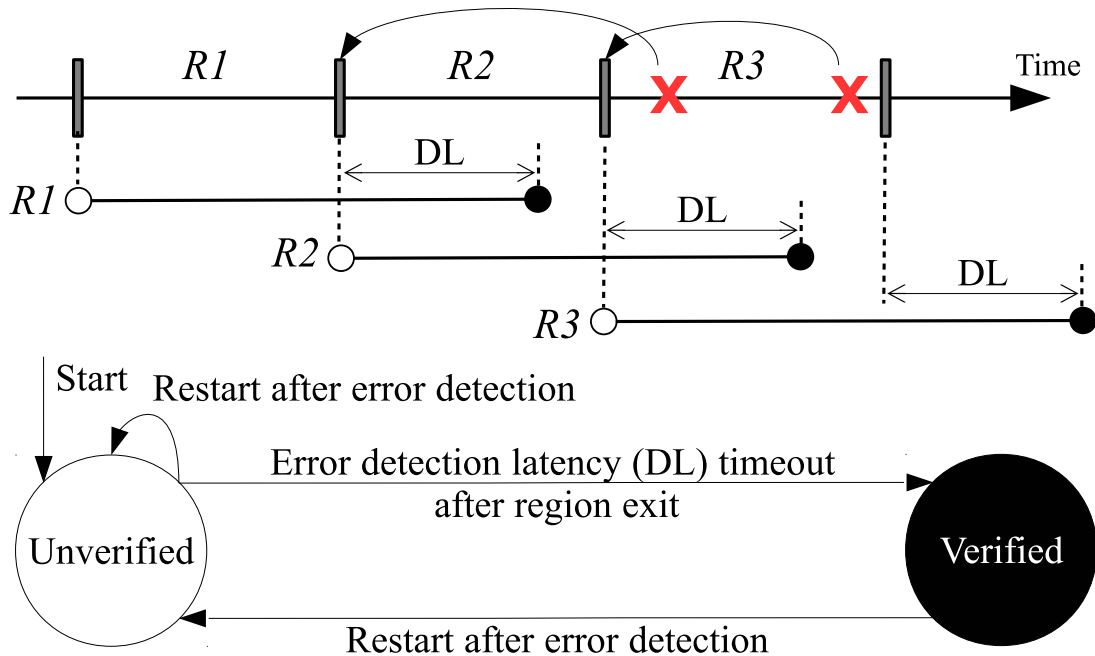 R1
R2
R3
Time
DL
R1
DL
R2
DL
R3
Start
Restart after error detection
Error detection latency (DL) timeout
after region exit
Unverified
Verified
Restart after error detection